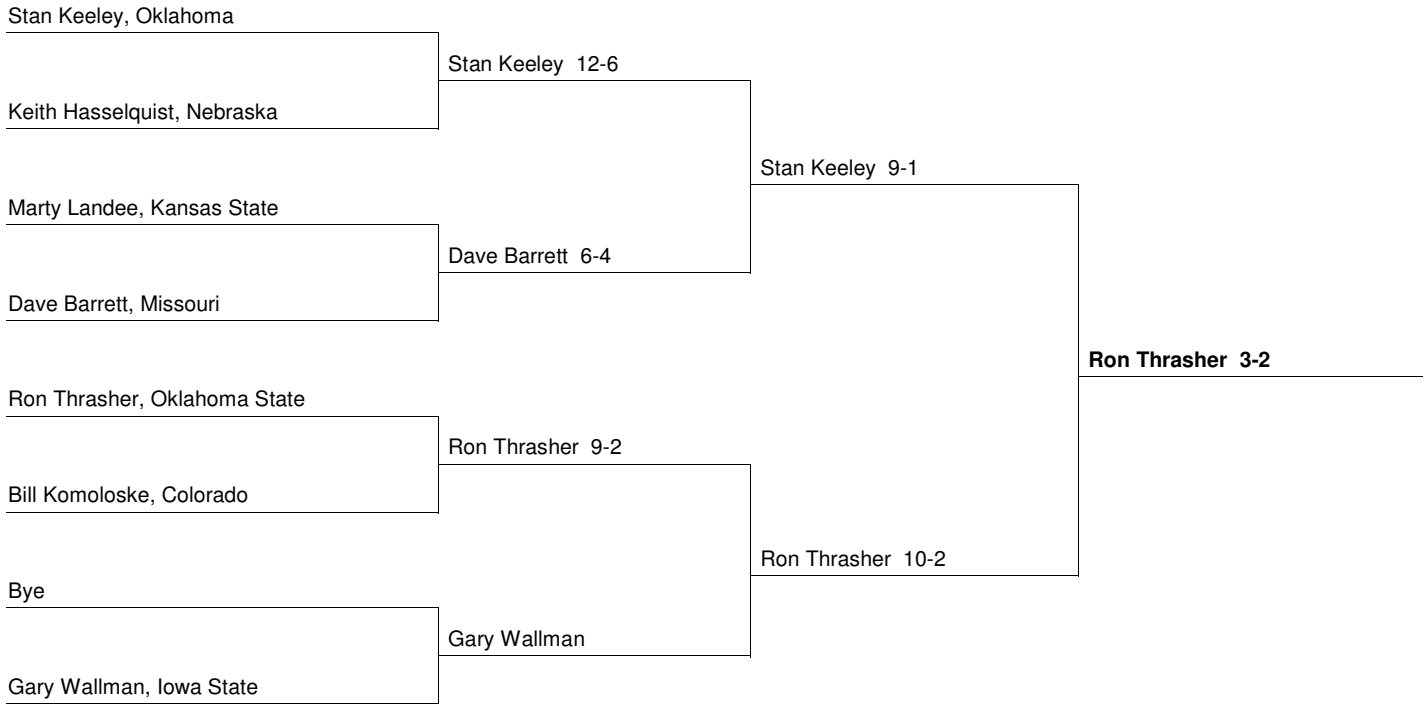 Stan Keeley, Oklahoma
Stan Keeley 12-6
Keith Hasselquist, Nebraska
Stan Keeley 9-1
Marty Landee, Kansas State
Dave Barrett 6-4
Dave Barrett, Missouri
Ron Thrasher 3-2
Ron Thrasher, Oklahoma State
Ron Thrasher 9-2
Bill Komoloske, Colorado
Ron Thrasher 10-2
Bye
Gary Wallman
Gary Wallman, Iowa State